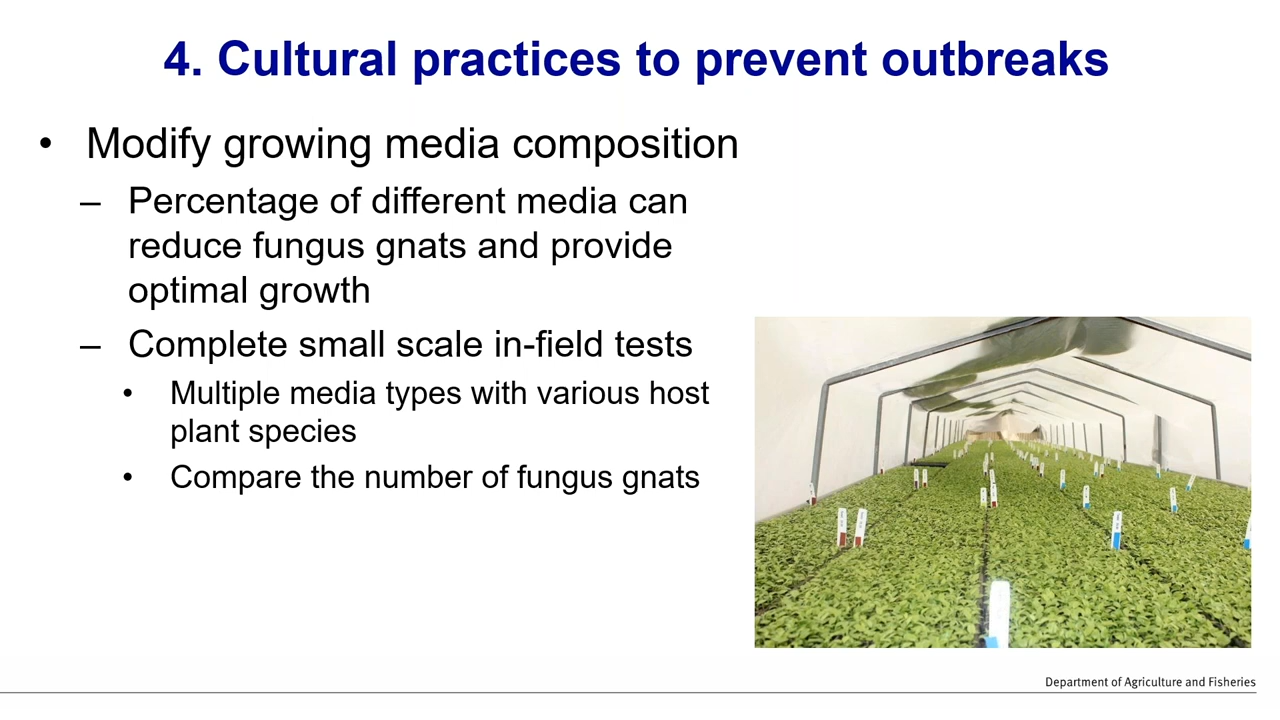 4. Cultural practices to prevent outbreaks
• Modify growing media composition
– Percentage of different media can
reduce fungus gnats and provide
optimal growth
– Complete small scale in-field tests
• Multiple media types with various host
plant species
• Compare the number of fungus gnats
Department of Agriculture and Fisheries